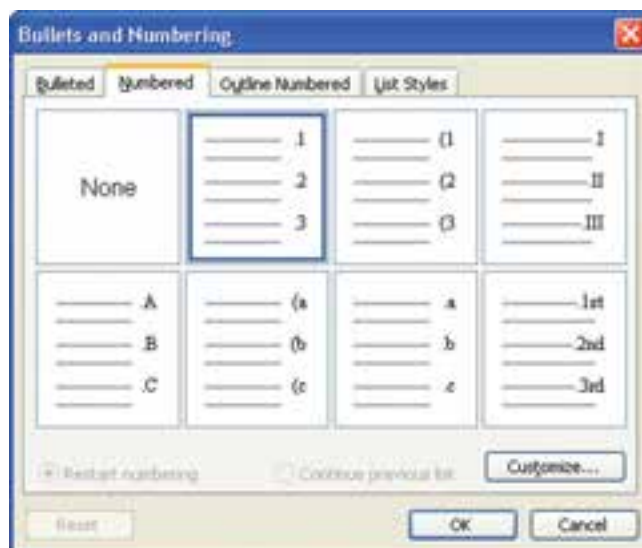 Bullets and Numbering
Bulleted Numbered Outline Numbered List Styles
None
.1
.2
.3
(1
(2
(3
.I
.II
.III
.A
.B
.C
(a
(b
(c
.a
.b
.c
.1st
.2nd
.3rd
Restart numbering Continue previous list Customize...
Reset OK Cancel